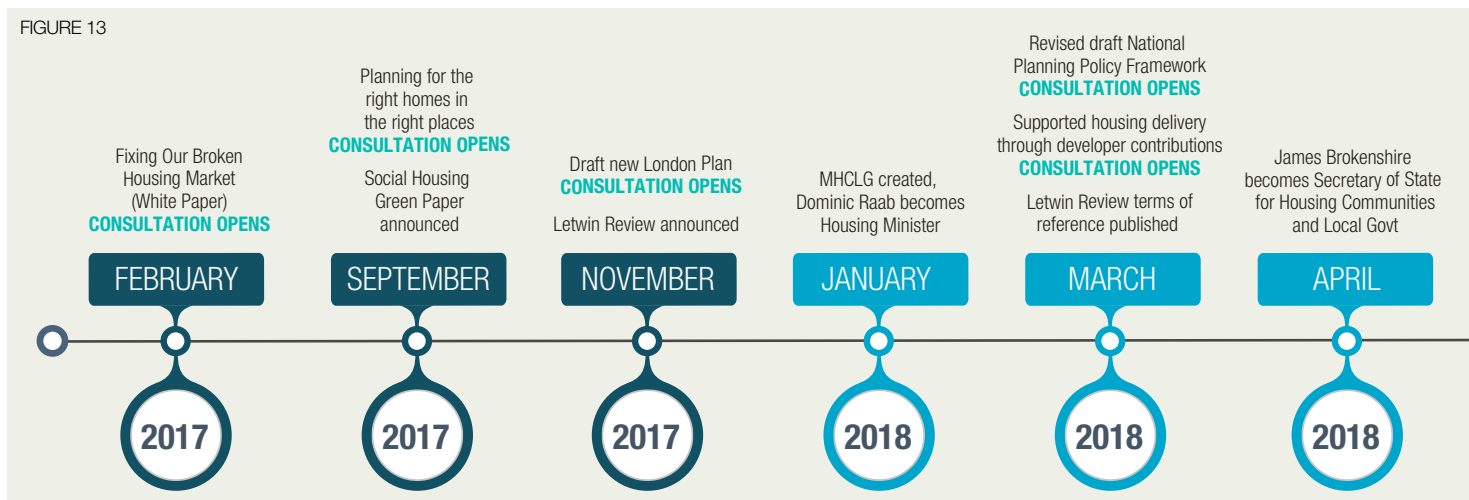 FIGURE 13
Fixing Our Broken
Housing Market
(White Paper)
CONSULTATION OPENS
FEBRUARY
2017
Planning for the
right homes in
the right places
CONSULTATION OPENS
Social Housing
Green Paper
announced
SEPTEMBER
2017
Draft new London Plan
CONSULTATION OPENS
Letwin Review announced
NOVEMBER
2017
MHCLG created,
Dominic Raab becomes
Housing Minister
JANUARY
2018
Revised draft National
Planning Policy Framework
CONSULTATION OPENS
Supported housing delivery
through developer contributions
CONSULTATION OPENS
Letwin Review terms of
reference published
MARCH
2018
James Brokenshire
becomes Secretary of State
for Housing Communities
and Local Govt
APRIL
2018